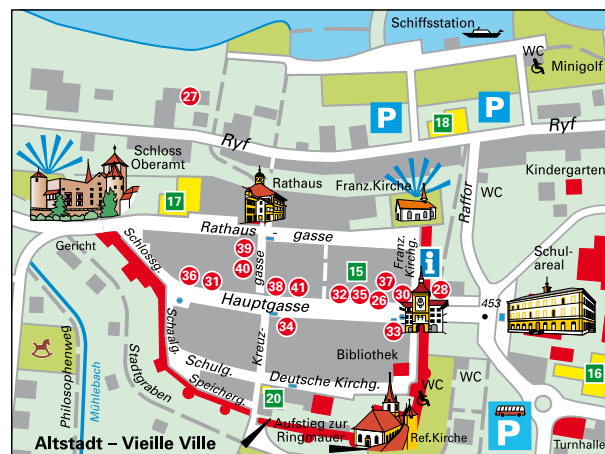 Schiffsstation
WC
Minigolf
27
P
P
18
Ryf
Ryf
Schloss
Oberamt
Rathaus
Franz.Kirche
Kindergarten
WC
Raffor
17
Gericht
Schlossg.
Rathaus
gasse
Franz.
Kirchg.
i
Schul-
areal
39
40
gasse
15
36
31
38
41
32
35
26
37
30
28
453
Hauptgasse
34
33
Kreuz-
Schaalg.
Bibliothek
Philosophenweg
Mühlebach
Stadtgraben
Schulg.
Speicherg.
Deutsche Kirchg.
WC
16
20
Aufstieg zur
Ringmauer
Ref.Kirche
P
Turnhalle
Altstadt – Vieille Ville